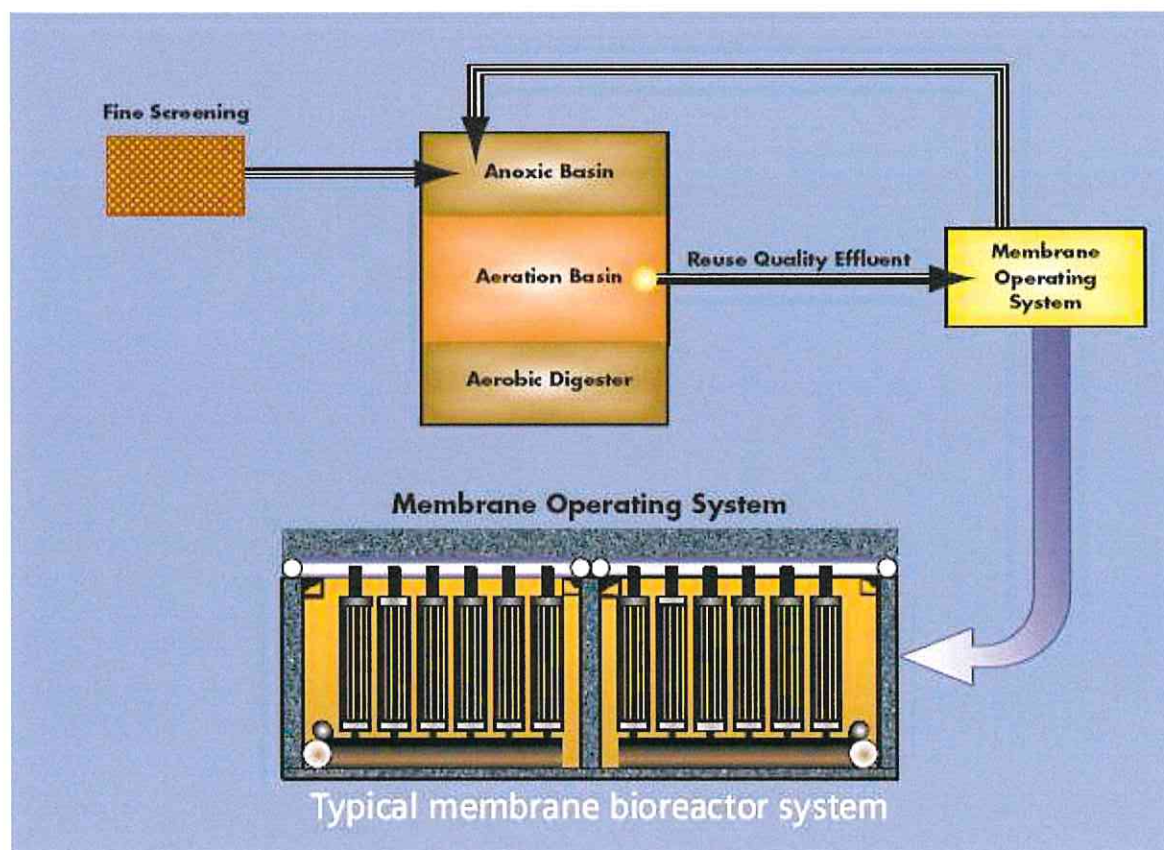 Fine Screening
Anoxic Basin
Aeration Basin
Reuse Quality Effluent
Membrane
Operating
System
Aerobic Digester
Membrane Operating System
Typical membrane bioreactor system